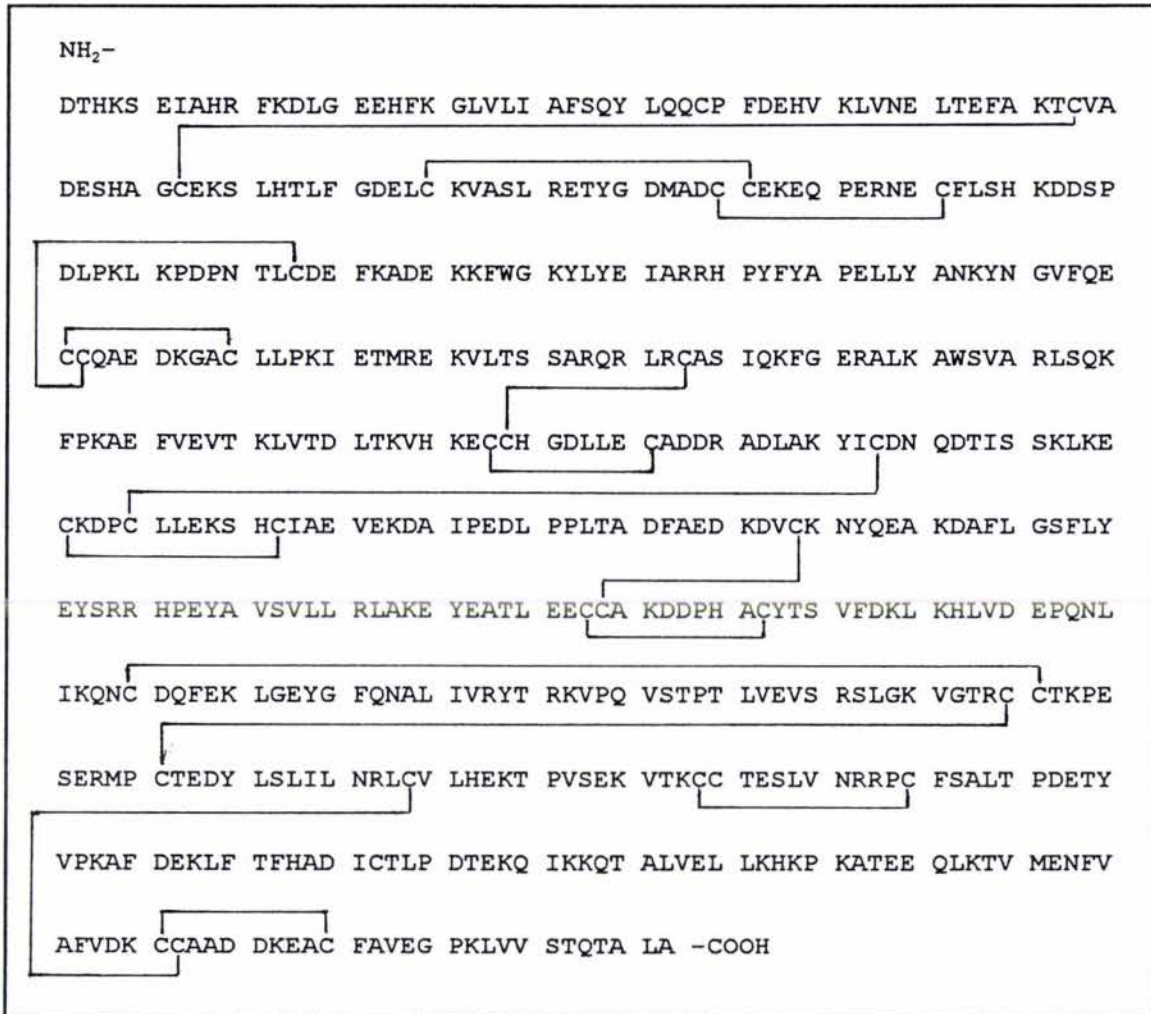 NH₂-
DTHKS EIAHR FKDLG EEHFK GLVLI AFSQY LQQCP FDEHV KLVNE LTEFA KTCVA
DESHA GCEKS LHTLF GDELC KVASL RETYG DMADC CEKEQ PERNE CFLSH KDDSP
DLPKL KPDPN TLCDE FKADE KKFWG KYLYE IARRH PYFYA PELLY ANKYN GVFQE
CCQAE DKGAC LLPKI ETMRE KVLTS SARQR LRCAS IQKFG ERALK AWSVA RLSQK
FPKAE FVEVT KLVTD LTKVH KECCH GDLLE CADDR ADLAK YICDN QDTIS SKLKE
CKDPC LLEKS HCIAE VEKDA IPEDL PPLTA DFAED KDVCK NYQEA KDAFL GSFLY
EYSRR HPEYA VSVLL RLAKE YEATL EECCA KDDPH ACYTS VFDKL KHLVD EPQNL
IKQNC DQFEK LGEYG FQNAL IVRYT RKVPQ VSTPT LVEVS RSLGK VGTRC CTKPE
SERMP CTEDY LSLIL NRLCV LHEKT PVSEK VTKCC TESLV NRRPC FSALT PDETY
VPKAF DEKLF TFHAD ICTLP DTEKQ IKKQT ALVEL LKHKP KATEE QLKTV MENFV
AFVDK CCAAD DKEAC FAVEG PKLVV STQTA LA -COOH